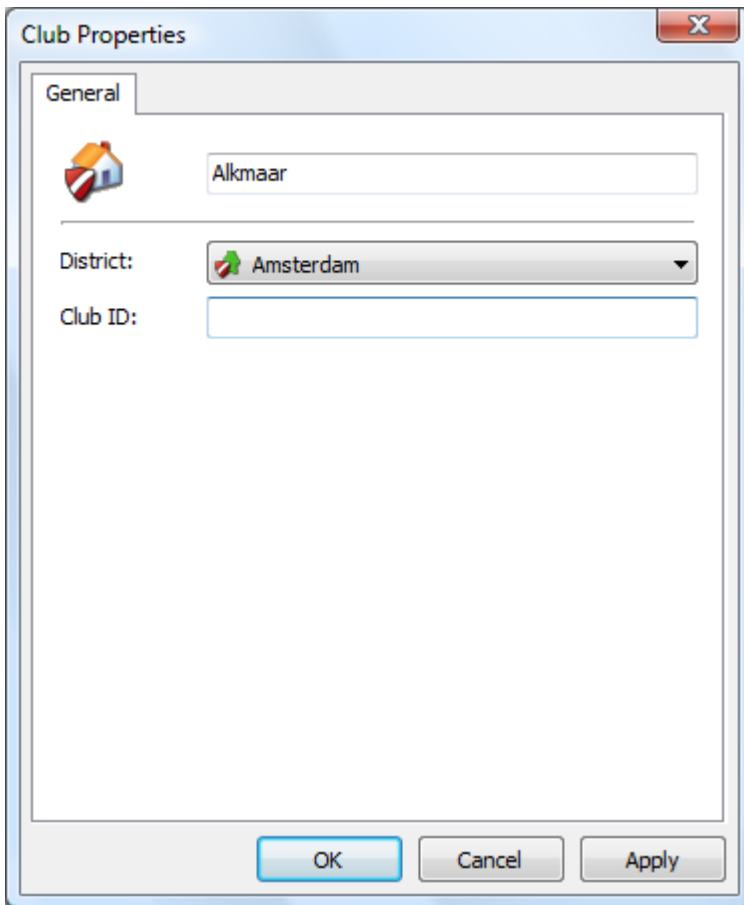 Club Properties
General
Alkmaar
District:
Amsterdam
Club ID:
OK
Cancel
Apply